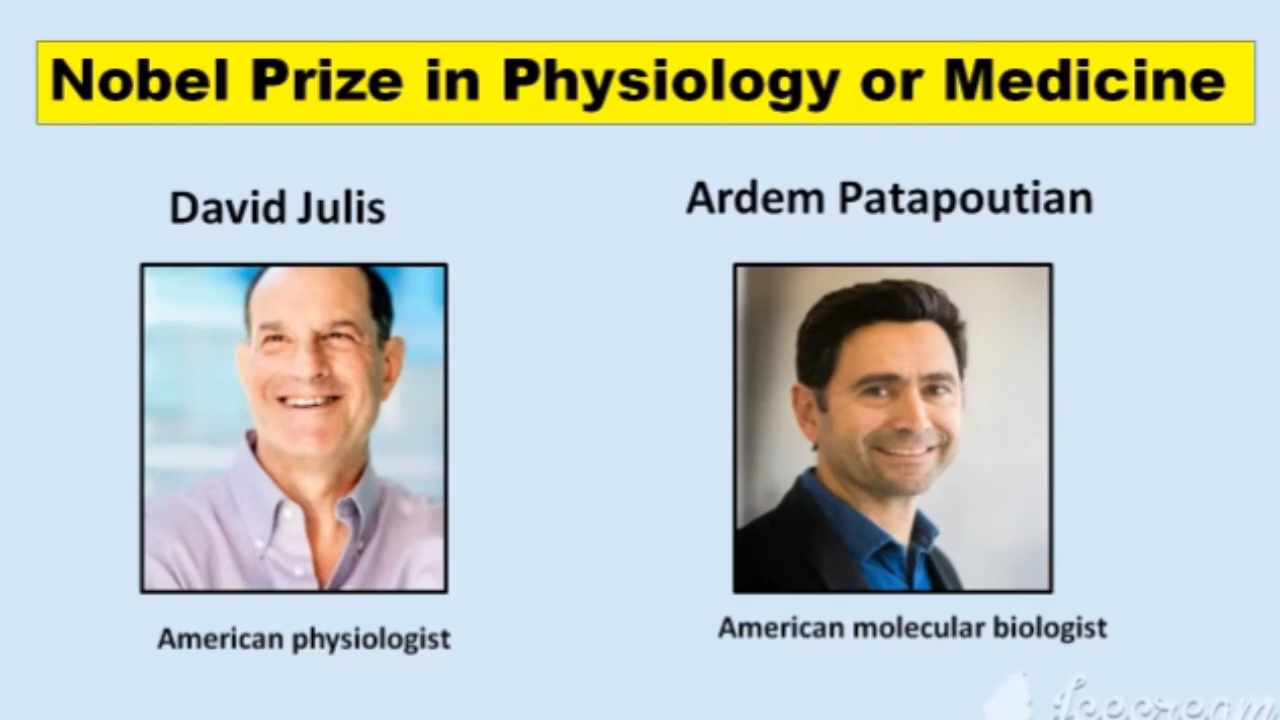 Nobel Prize in Physiology or Medicine
David Julis
Ardem Patapoutian
American physiologist
American molecular biologist